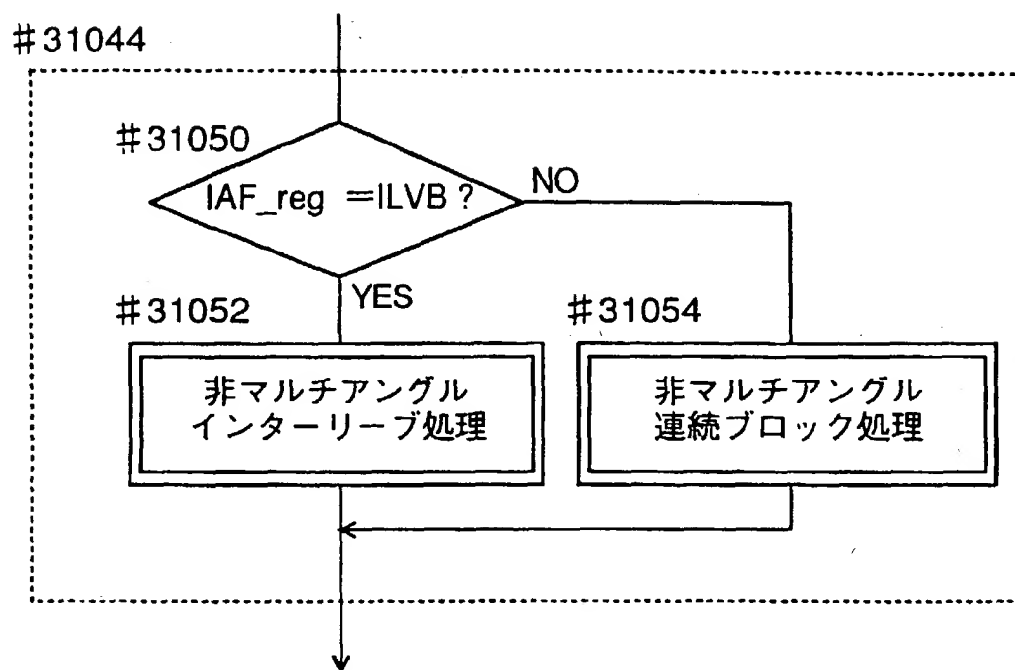 #31044
#31050
IAF_reg =ILVB ?
NO
YES
#31052
#31054
非マルチアングル
インターリーブ処理
非マルチアングル
連続ブロック処理